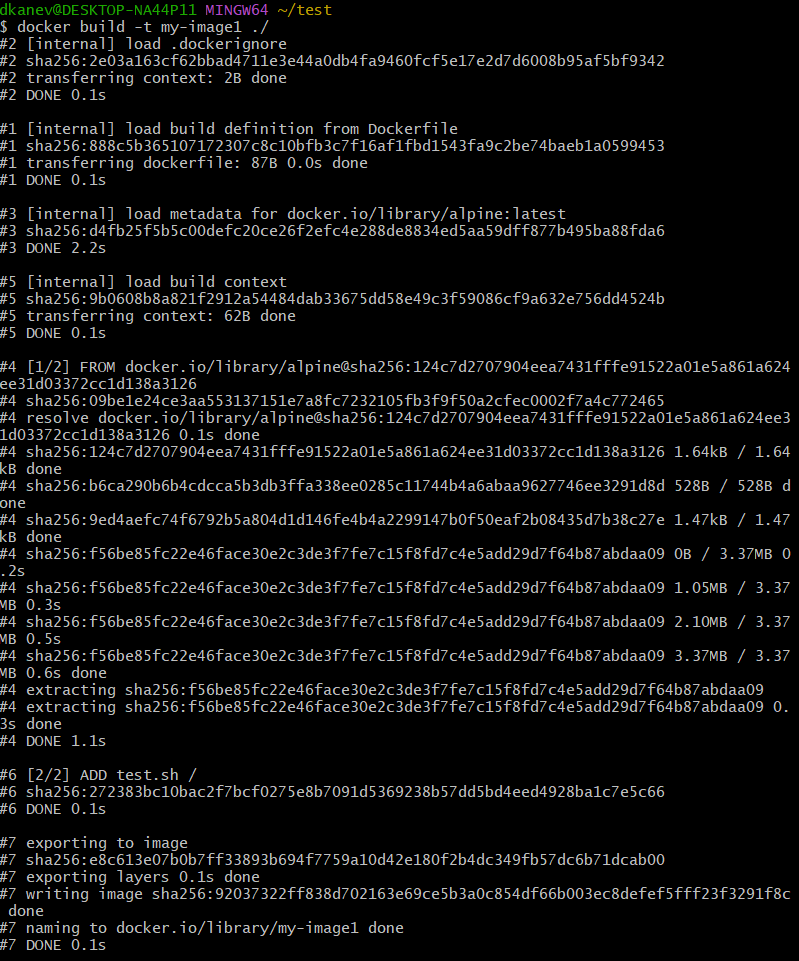 dkanev@DESKTOP-NA44P11 MINGW64 ~/test
$ docker build -t my-image1 ./
#2 [internal] load .dockerignore
#2 sha256:2e03a163cf62bbad4711e3e44a0db4fa9460fcf5e17e2d7d6008b95af5bf9342
#2 transferring context: 2B done
#2 DONE 0.1s

#1 [internal] load build definition from Dockerfile
#1 sha256:888c5b365107172307c8c10bfb3c7f16af1fbd1543fa9c2be74baeb1a0599453
#1 transferring dockerfile: 87B 0.0s done
#1 DONE 0.1s

#3 [internal] load metadata for docker.io/library/alpine:latest
#3 sha256:d4fb25f5b5c00defc20ce26f2efc4e288de8834ed5aa59dff877b495ba88fda6
#3 DONE 2.2s

#5 [internal] load build context
#5 sha256:9b0608b8a821f2912a54484dab33675dd58e49c3f59086cf9a632e756dd4524b
#5 transferring context: 62B done
#5 DONE 0.1s

#4 [1/2] FROM docker.io/library/alpine@sha256:124c7d2707904eea7431fffe91522a01e5a861a624
ee31d03372cc1d138a3126
#4 sha256:09be1e24ce3aa553137151e7a8fc7232105fb3f9f50a2cfec0002f7a4c772465
#4 resolve docker.io/library/alpine@sha256:124c7d2707904eea7431fffe91522a01e5a861a624ee3
1d03372cc1d138a3126 0.1s done
#4 sha256:124c7d2707904eea7431fffe91522a01e5a861a624ee31d03372cc1d138a3126 1.64kB / 1.64
kB done
#4 sha256:b6ca290b6b4cdcca5b3db3ffa338ee0285c11744b4a6abaa9627746ee3291d8d 528B / 528B d
one
#4 sha256:9ed4aefc74f6792b5a804d1d146fe4b4a2299147b0f50eaf2b08435d7b38c27e 1.47kB / 1.47
kB done
#4 sha256:f56be85fc22e46face30e2c3de3f7fe7c15f8fd7c4e5add29d7f64b87abdaa09 0B / 3.37MB 0
.2s
#4 sha256:f56be85fc22e46face30e2c3de3f7fe7c15f8fd7c4e5add29d7f64b87abdaa09 1.05MB / 3.37
MB 0.3s
#4 sha256:f56be85fc22e46face30e2c3de3f7fe7c15f8fd7c4e5add29d7f64b87abdaa09 2.10MB / 3.37
MB 0.5s
#4 sha256:f56be85fc22e46face30e2c3de3f7fe7c15f8fd7c4e5add29d7f64b87abdaa09 3.37MB / 3.37
MB 0.6s done
#4 extracting sha256:f56be85fc22e46face30e2c3de3f7fe7c15f8fd7c4e5add29d7f64b87abdaa09
#4 extracting sha256:f56be85fc22e46face30e2c3de3f7fe7c15f8fd7c4e5add29d7f64b87abdaa09 0.
3s done
#4 DONE 1.1s

#6 [2/2] ADD test.sh /
#6 sha256:272383bc10bac2f7bcf0275e8b7091d5369238b57dd5bd4eed4928ba1c7e5c66
#6 DONE 0.1s

#7 exporting to image
#7 sha256:e8c613e07b0b7ff33893b694f7759a10d42e180f2b4dc349fb57dc6b71dcab00
#7 exporting layers 0.1s done
#7 writing image sha256:92037322ff838d702163e69ce5b3a0c854df66b003ec8defef5fff23f3291f8c
 done
#7 naming to docker.io/library/my-image1 done
#7 DONE 0.1s